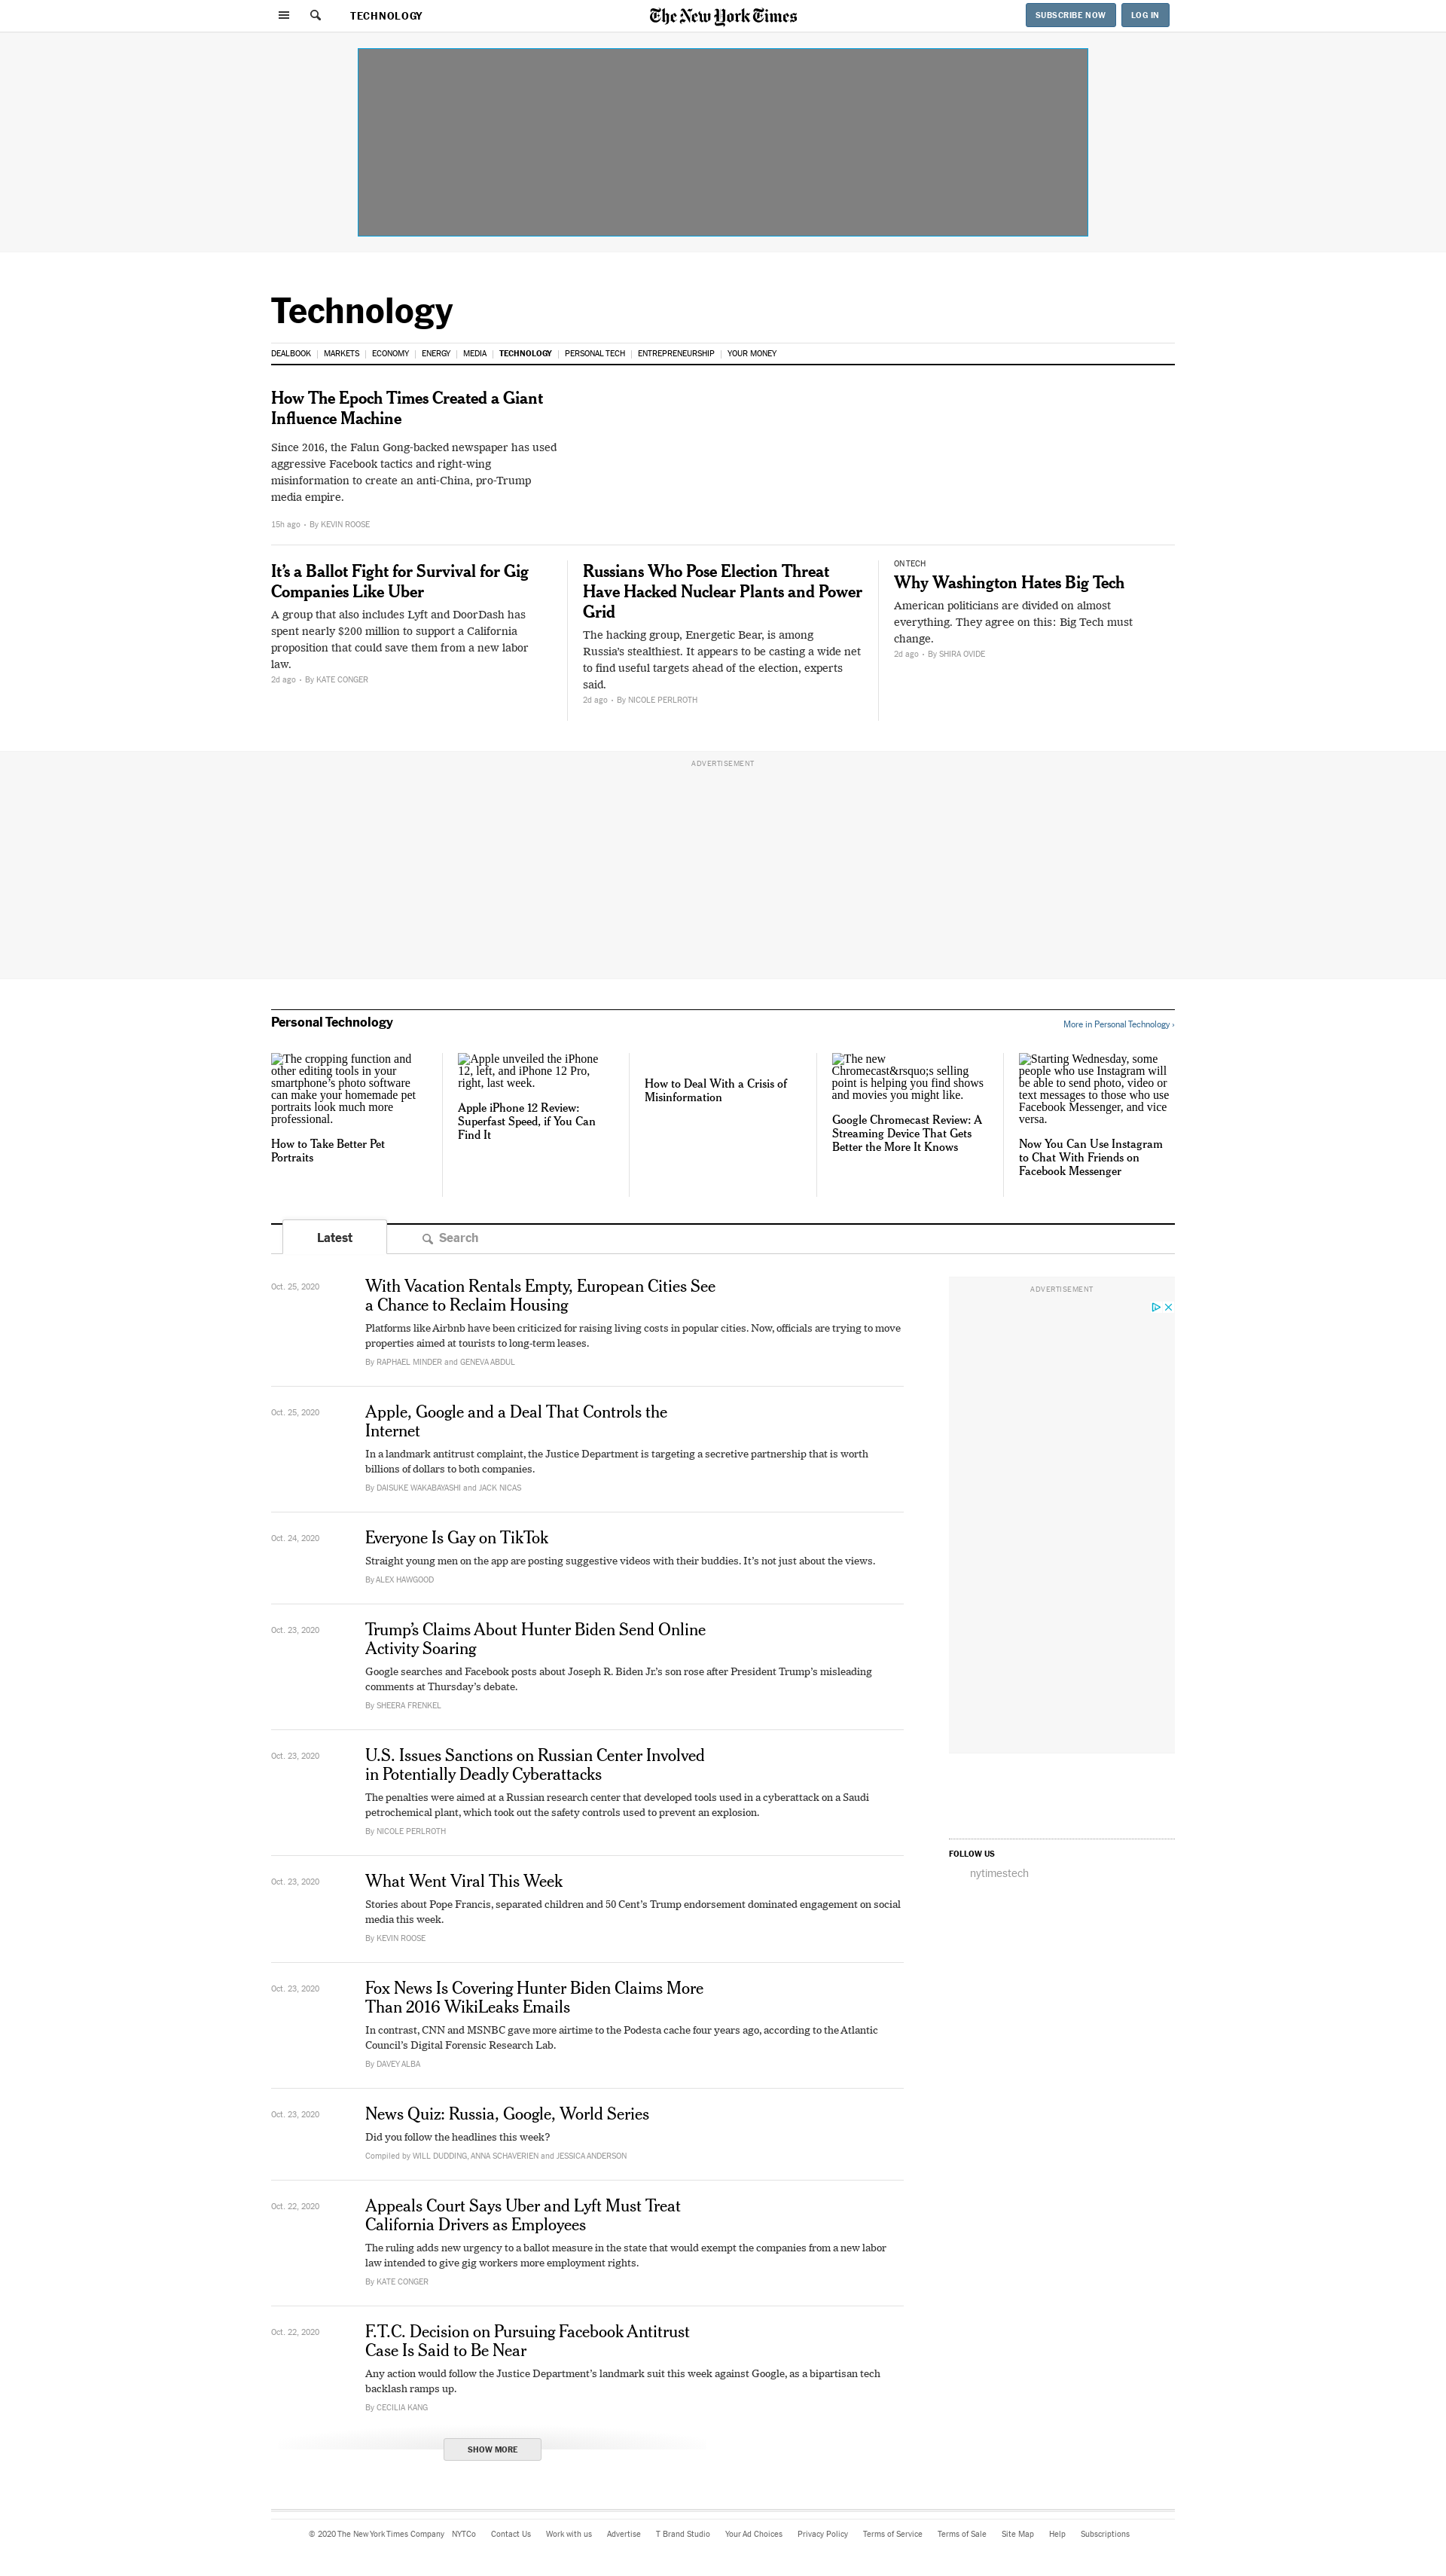 TECHNOLOGY
The New York Times
SUBSCRIBE NOW
LOG IN
Technology
DEALBOOK MARKETS ECONOMY ENERGY MEDIA TECHNOLOGY PERSONAL TECH ENTREPRENEURSHIP YOUR MONEY
How The Epoch Times Created a Giant
Influence Machine
Since 2016, the Falun Gong-backed newspaper has used
aggressive Facebook tactics and right-wing
misinformation to create an anti-China, pro-Trump
media empire.
15h ago • By KEVIN ROOSE
It’s a Ballot Fight for Survival for Gig
Companies Like Uber
A group that also includes Lyft and DoorDash has
spent nearly $200 million to support a California
proposition that could save them from a new labor
law.
2d ago • By KATE CONGER
Russians Who Pose Election Threat
Have Hacked Nuclear Plants and Power
Grid
The hacking group, Energetic Bear, is among
Russia’s stealthiest. It appears to be casting a wide net
to find useful targets ahead of the election, experts
said.
2d ago • By NICOLE PERLROTH
ON TECH
Why Washington Hates Big Tech
American politicians are divided on almost
everything. They agree on this: Big Tech must
change.
2d ago • By SHIRA OVIDE
ADVERTISEMENT
Personal Technology
More in Personal Technology ›
The cropping function and
other editing tools in your
smartphone’s photo software
can make your homemade pet
portraits look much more
professional.
How to Take Better Pet
Portraits
Apple unveiled the iPhone
12, left, and iPhone 12 Pro,
right, last week.
Apple iPhone 12 Review:
Superfast Speed, if You Can
Find It
How to Deal With a Crisis of
Misinformation
The new
Chromecast&rsquo;s selling
point is helping you find shows
and movies you might like.
Google Chromecast Review: A
Streaming Device That Gets
Better the More It Knows
Starting Wednesday, some
people who use Instagram will
be able to send photo, video or
text messages to those who use
Facebook Messenger, and vice
versa.
Now You Can Use Instagram
to Chat With Friends on
Facebook Messenger
Latest
Search
Oct. 25, 2020
With Vacation Rentals Empty, European Cities See
a Chance to Reclaim Housing
Platforms like Airbnb have been criticized for raising living costs in popular cities. Now, officials are trying to move
properties aimed at tourists to long-term leases.
By RAPHAEL MINDER and GENEVA ABDUL
Oct. 25, 2020
Apple, Google and a Deal That Controls the
Internet
In a landmark antitrust complaint, the Justice Department is targeting a secretive partnership that is worth
billions of dollars to both companies.
By DAISUKE WAKABAYASHI and JACK NICAS
Oct. 24, 2020
Everyone Is Gay on TikTok
Straight young men on the app are posting suggestive videos with their buddies. It’s not just about the views.
By ALEX HAWGOOD
Oct. 23, 2020
Trump’s Claims About Hunter Biden Send Online
Activity Soaring
Google searches and Facebook posts about Joseph R. Biden Jr.’s son rose after President Trump’s misleading
comments at Thursday’s debate.
By SHEERA FRENKEL
Oct. 23, 2020
U.S. Issues Sanctions on Russian Center Involved
in Potentially Deadly Cyberattacks
The penalties were aimed at a Russian research center that developed tools used in a cyberattack on a Saudi
petrochemical plant, which took out the safety controls used to prevent an explosion.
By NICOLE PERLROTH
Oct. 23, 2020
What Went Viral This Week
Stories about Pope Francis, separated children and 50 Cent’s Trump endorsement dominated engagement on social
media this week.
By KEVIN ROOSE
Oct. 23, 2020
Fox News Is Covering Hunter Biden Claims More
Than 2016 WikiLeaks Emails
In contrast, CNN and MSNBC gave more airtime to the Podesta cache four years ago, according to the Atlantic
Council’s Digital Forensic Research Lab.
By DAVEY ALBA
Oct. 23, 2020
News Quiz: Russia, Google, World Series
Did you follow the headlines this week?
Compiled by WILL DUDDING, ANNA SCHAVERIEN and JESSICA ANDERSON
Oct. 22, 2020
Appeals Court Says Uber and Lyft Must Treat
California Drivers as Employees
The ruling adds new urgency to a ballot measure in the state that would exempt the companies from a new labor
law intended to give gig workers more employment rights.
By KATE CONGER
Oct. 22, 2020
F.T.C. Decision on Pursuing Facebook Antitrust
Case Is Said to Be Near
Any action would follow the Justice Department’s landmark suit this week against Google, as a bipartisan tech
backlash ramps up.
By CECILIA KANG
SHOW MORE
ADVERTISEMENT
FOLLOW US
nytimestech
© 2020 The New York Times Company NYTCo Contact Us Work with us Advertise T Brand Studio Your Ad Choices Privacy Policy Terms of Service Terms of Sale Site Map Help Subscriptions